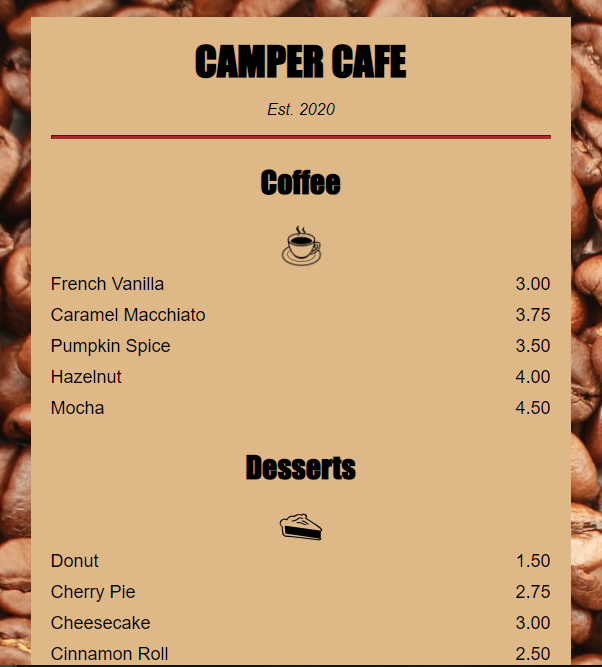 CAMPER CAFE
Est. 2020
Coffee
French Vanilla 3.00
Caramel Macchiato 3.75
Pumpkin Spice 3.50
Hazelnut 4.00
Mocha 4.50
Desserts
Donut 1.50
Cherry Pie 2.75
Cheesecake 3.00
Cinnamon Roll 2.50